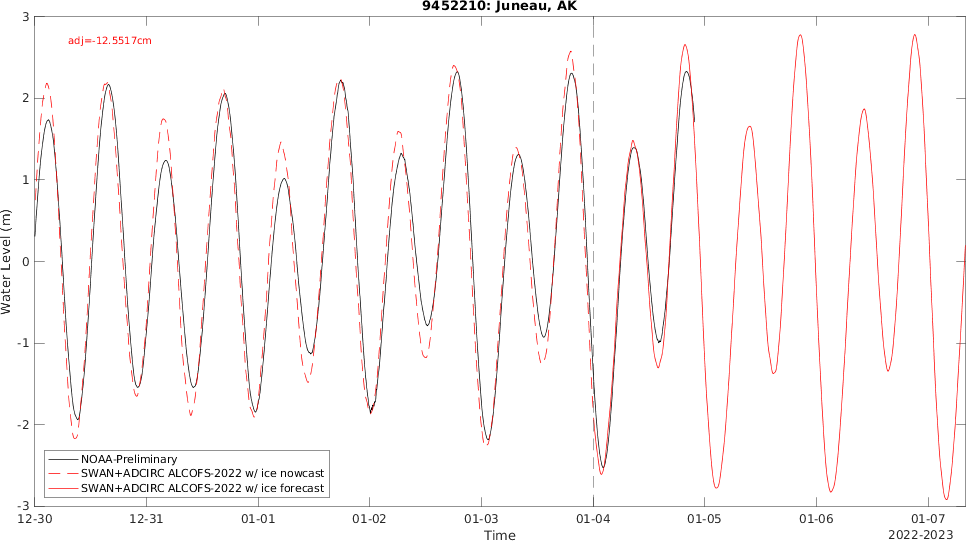 9452210: Juneau, AK
adj=-12.5517cm
3
2
1
0
-1
-2
-3
Water Level (m)
NOAA-Preliminary
SWAN+ADCIRC ALCOFS-2022 w/ ice nowcast
SWAN+ADCIRC ALCOFS-2022 w/ ice forecast
12-30 12-31 01-01 01-02 01-03 01-04 01-05 01-06 01-07
Time
2022-2023